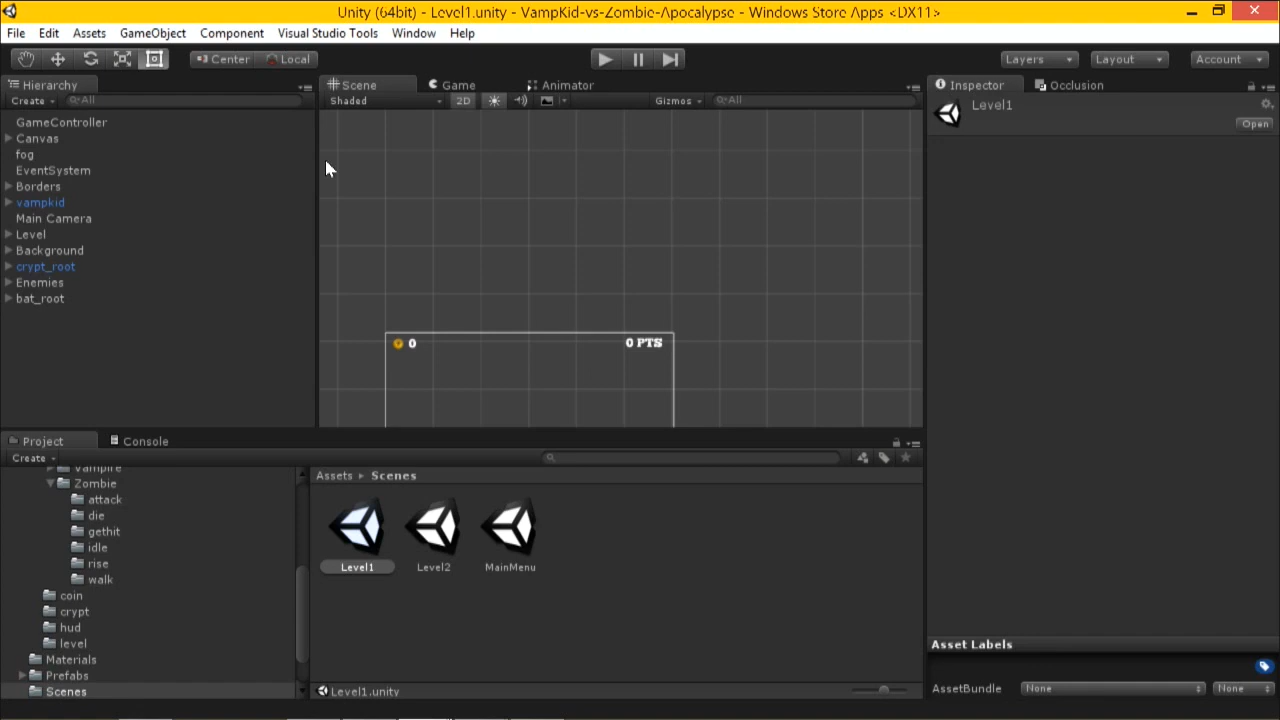 Unity (64bit) - Level1.unity - VampKid-vs-Zombie-Apocalypse - Windows Store Apps <DX11>
File Edit Assets GameObject Component Visual Studio Tools Window Help
Center Local Layers Layout Account
Hierarchy
Create All
GameController
Canvas
fog
EventSystem
Borders
vampkid
Main Camera
Level
Background
crypt_root
Enemies
bat_root
Scene Game Animator
Shaded 2D Gizmos All
0 0 PTS
Inspector Occlusion
Level1
Open
Project Console
Create
Vampire
Zombie
attack
die
gethit
idle
rise
walk
coin
crypt
hud
level
Materials
Prefabs
Scenes
Assets Scenes
Level1 Level2 MainMenu
Level1.unity
Asset Labels
AssetBundle None None